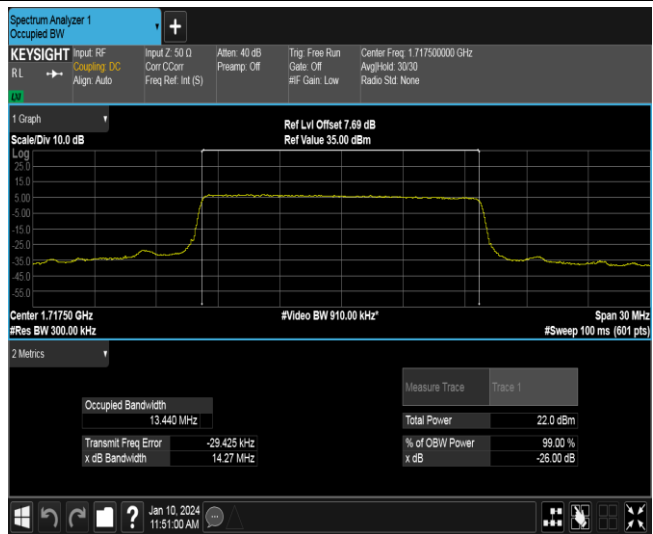 Spectrum Analyzer 1
Occupied BW
+
KEYSIGHT
RL
Input: RF
Coupling: DC
Align: Auto
Input Z: 50 Ω
Corr CCorr
Freq Ref: Int (S)
Atten: 40 dB
Preamp: Off
Trig: Free Run
Gate: Off
#IF Gain: Low
Center Freq: 1.717500000 GHz
Avg|Hold: 30/30
Radio Std: None
1 Graph
Scale/Div 10.0 dB
Ref Lvl Offset 7.69 dB
Ref Value 35.00 dBm
Log
25.0
15.0
5.00
-5.00
-15.0
-25.0
-35.0
-45.0
-55.0
Center 1.71750 GHz
#Res BW 300.00 kHz
#Video BW 910.00 kHz*
Span 30 MHz
#Sweep 100 ms (601 pts)
2 Metrics
Measure Trace Trace 1
Occupied Bandwidth
13.440 MHz
Total Power 22.0 dBm
Transmit Freq Error -29.425 kHz
% of OBW Power 99.00 %
x dB Bandwidth 14.27 MHz
x dB -26.00 dB
?
Jan 10, 2024
11:51:00 AM